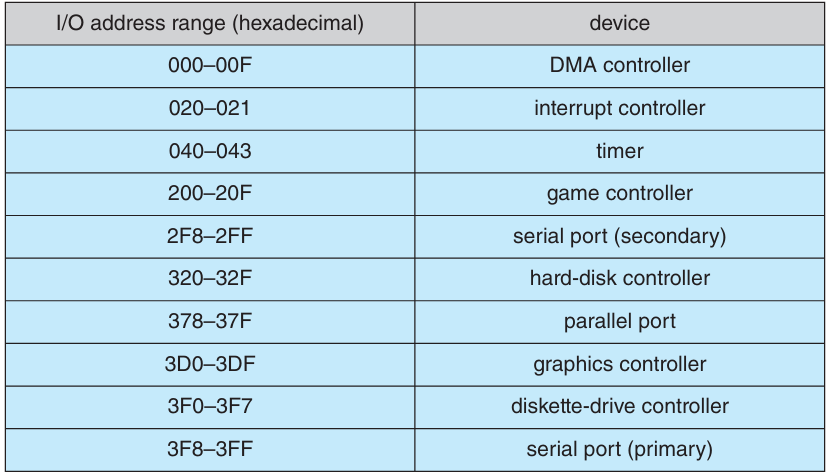 I/O address range (hexadecimal) device
000–00F DMA controller
020–021 interrupt controller
040–043 timer
200–20F game controller
2F8–2FF serial port (secondary)
320–32F hard-disk controller
378–37F parallel port
3D0–3DF graphics controller
3F0–3F7 diskette-drive controller
3F8–3FF serial port (primary)